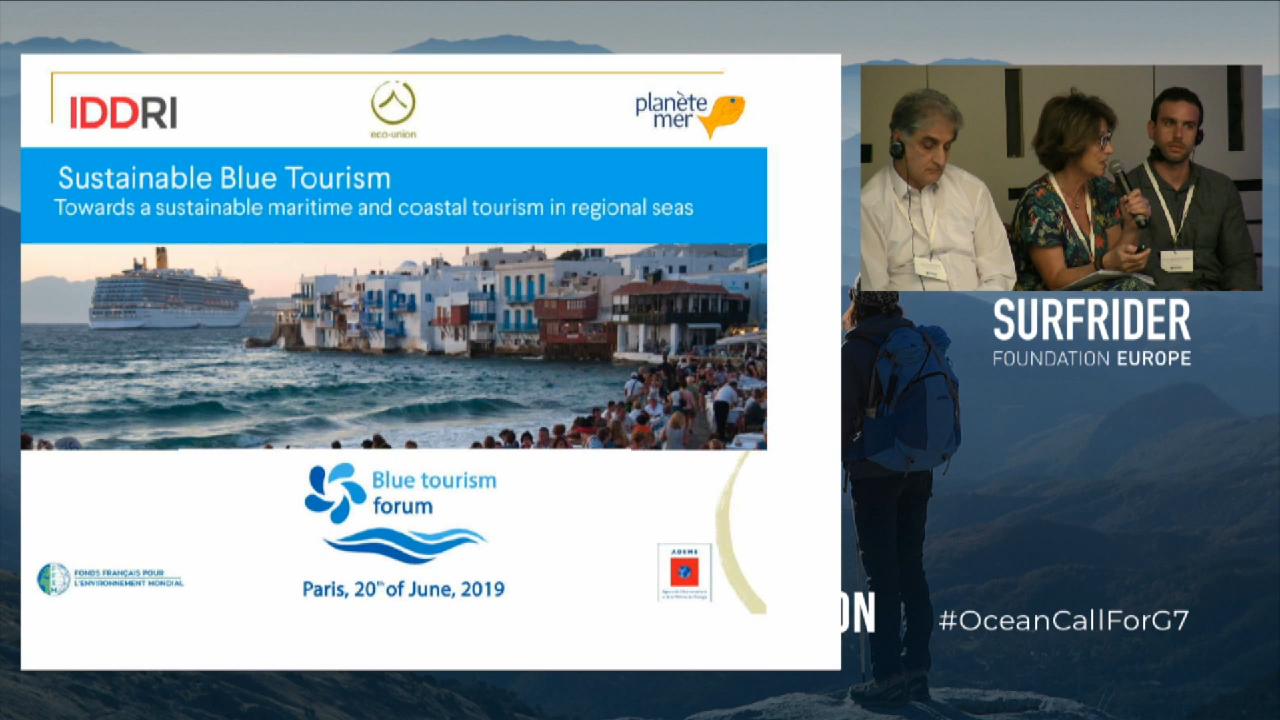 IDDRI
eco-union
planète
mer
Sustainable Blue Tourism
Towards a sustainable maritime and coastal tourism in regional seas
Blue tourism
forum
FONDS FRANÇAIS POUR
L'ENVIRONNEMENT MONDIAL
ADEME
Paris, 20th of June, 2019
SURFRIDER
FOUNDATION EUROPE
ON
#OceanCallForG7